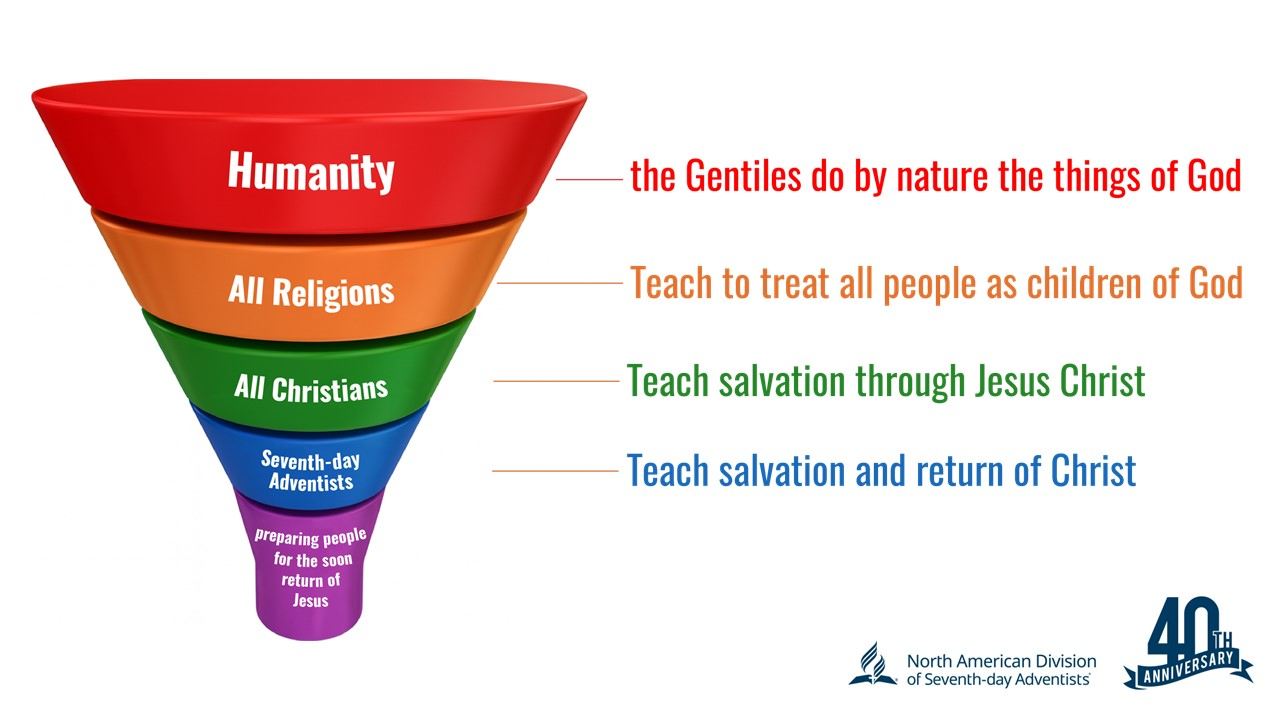 Humanity
the Gentiles do by nature the things of God
All Religions
Teach to treat all people as children of God
All Christians
Teach salvation through Jesus Christ
Seventh-day
Adventists
Teach salvation and return of Christ
preparing people
for the soon
return of
Jesus
North American Division
of Seventh-day Adventists
40TH
ANNIVERSARY